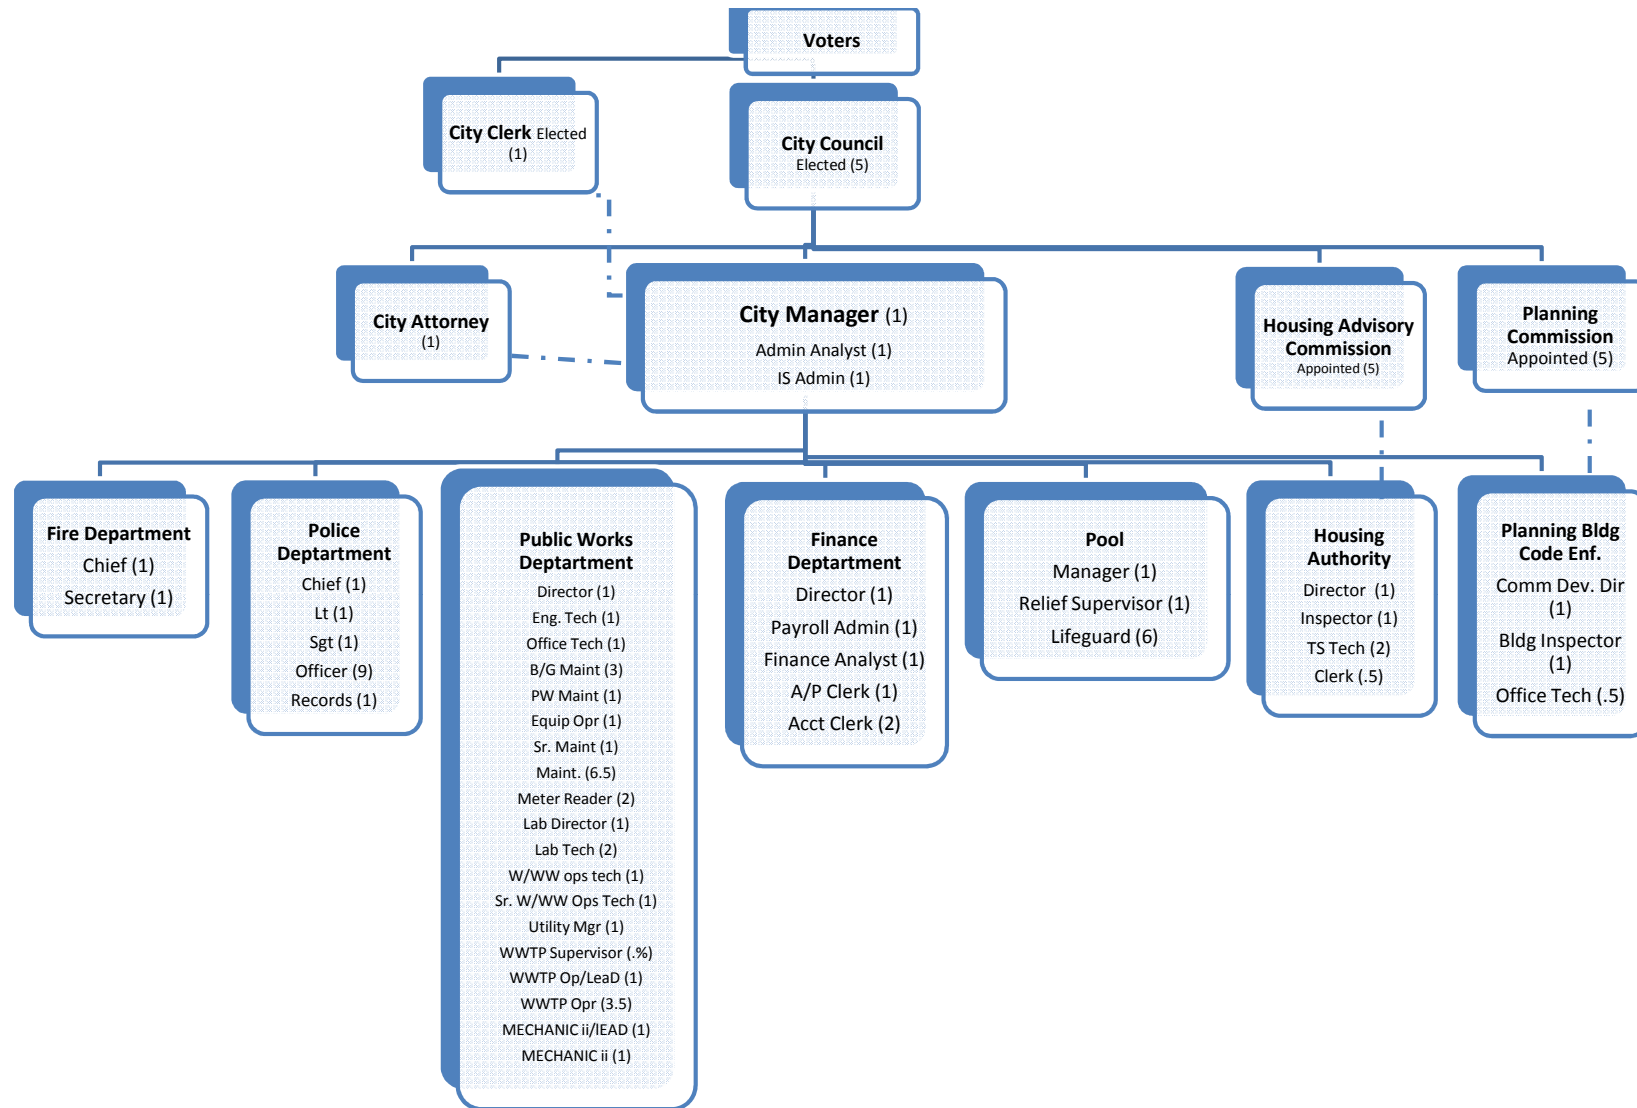 Voters
City Clerk Elected
(1)
City Council
Elected (5)
City Attorney
(1)
City Manager (1)
Admin Analyst (1)
IS Admin (1)
Housing Advisory
Commission
Appointed (5)
Planning
Commission
Appointed (5)
Fire Department
Chief (1)
Secretary (1)
Police
Deptartment
Chief (1)
Lt (1)
Sgt (1)
Officer (9)
Records (1)
Public Works
Deptartment
Director (1)
Eng. Tech (1)
Office Tech (1)
B/G Maint (3)
PW Maint (1)
Equip Opr (1)
Sr. Maint (1)
Maint. (6.5)
Meter Reader (2)
Lab Director (1)
Lab Tech (2)
W/WW ops tech (1)
Sr. W/WW Ops Tech (1)
Utility Mgr (1)
WWTP Supervisor (.%)
WWTP Op/LeaD (1)
WWTP Opr (3.5)
MECHANIC ii/lEAD (1)
MECHANIC ii (1)
Finance
Deptartment
Director (1)
Payroll Admin (1)
Finance Analyst (1)
A/P Clerk (1)
Acct Clerk (2)
Pool
Manager (1)
Relief Supervisor (1)
Lifeguard (6)
Housing
Authority
Director (1)
Inspector (1)
TS Tech (2)
Clerk (.5)
Planning Bldg
Code Enf.
Comm Dev. Dir
(1)
Bldg Inspector
(1)
Office Tech (.5)